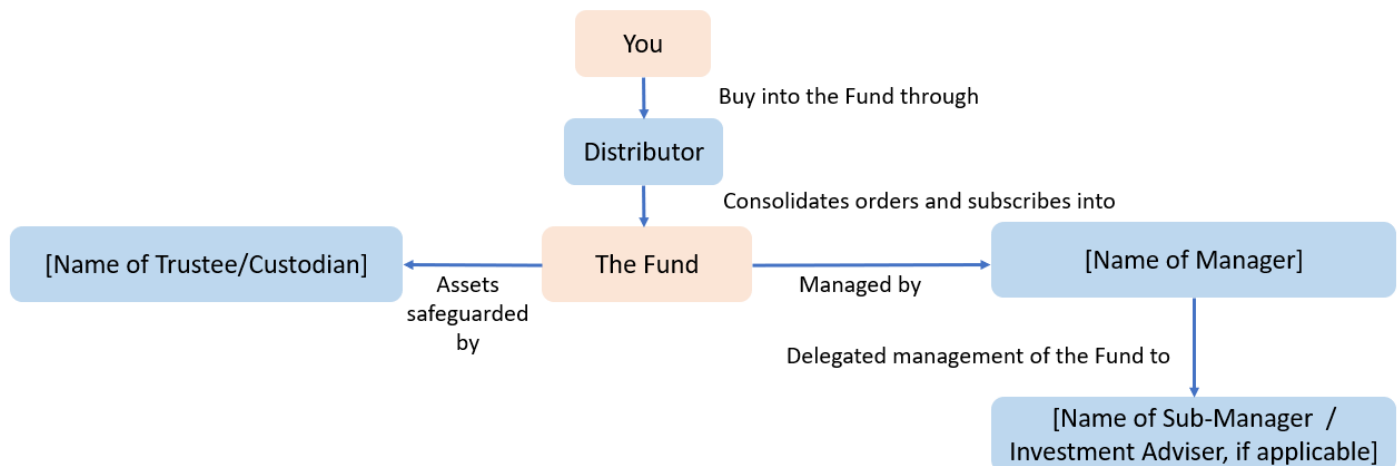 You
Buy into the Fund through
Distributor
Consolidates orders and subscribes into
[Name of Trustee/Custodian]
The Fund
[Name of Manager]
Assets
safeguarded
by
Managed by
Delegated management of the Fund to
[Name of Sub-Manager /
Investment Adviser, if applicable]